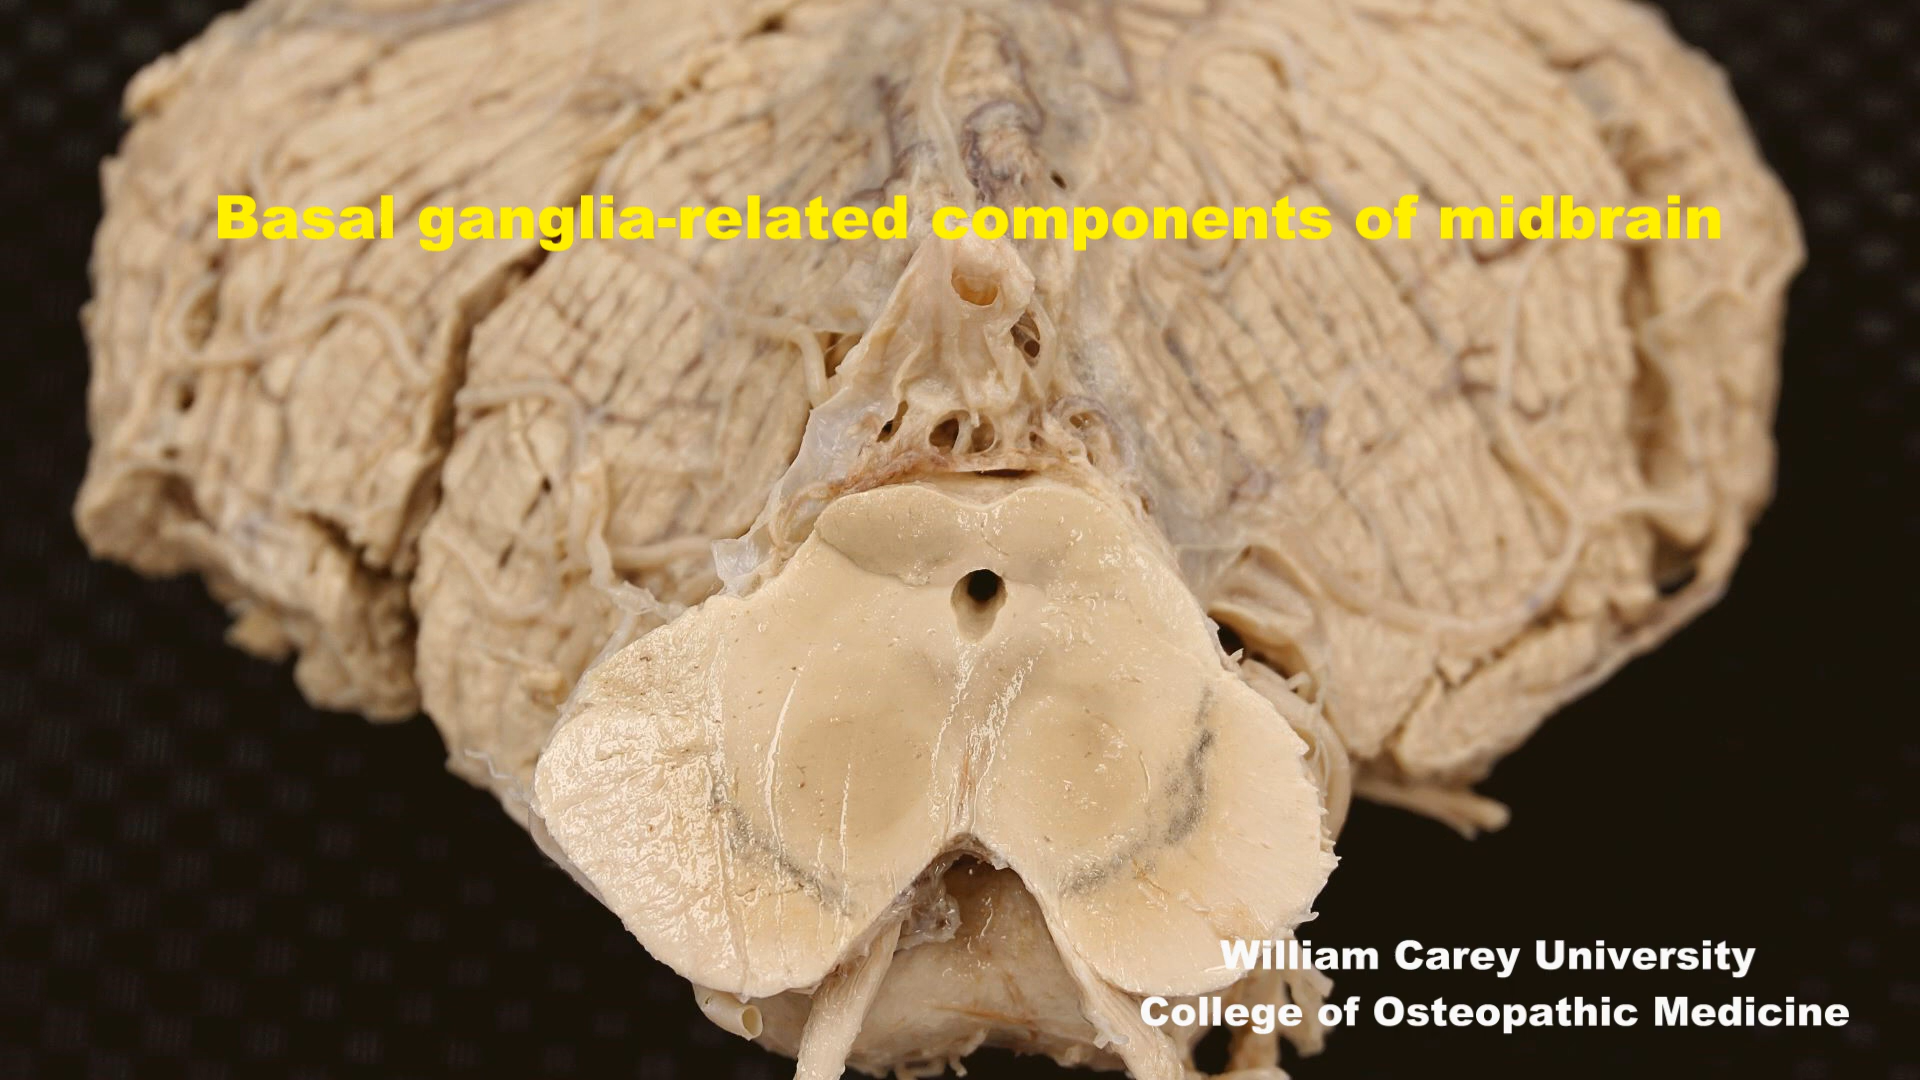 Basal ganglia-related components of midbrain
William Carey University
College of Osteopathic Medicine